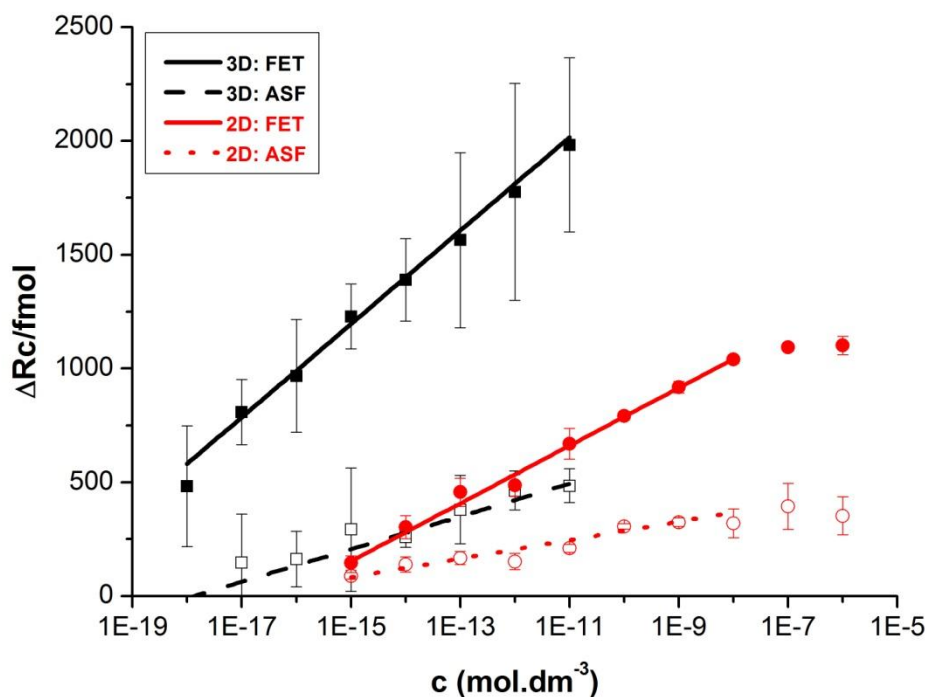 2500
2000
1500
1000
500
0
ΔRc/fmol
3D: FET
3D: ASF
2D: FET
2D: ASF
1E-19 1E-17 1E-15 1E-13 1E-11 1E-9 1E-7 1E-5
c (mol.dm⁻³)